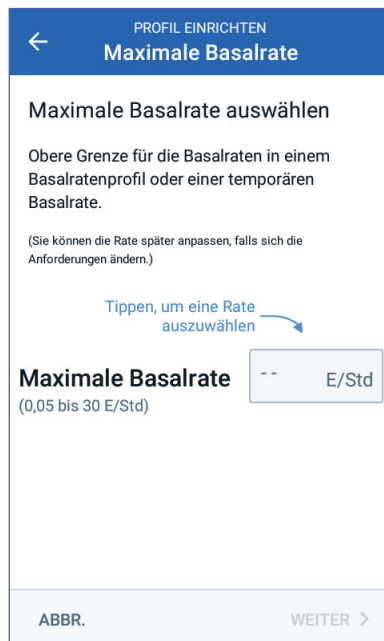 PROFIL EINRICHTEN
Maximale Basalrate
Maximale Basalrate auswählen
Obere Grenze für die Basalraten in einem
Basalratenprofil oder einer temporären
Basalrate.
(Sie können die Rate später anpassen, falls sich die
Anforderungen ändern.)
Tippen, um eine Rate
auszuwählen
Maximale Basalrate -- E/Std
(0,05 bis 30 E/Std)
ABBR. WEITER